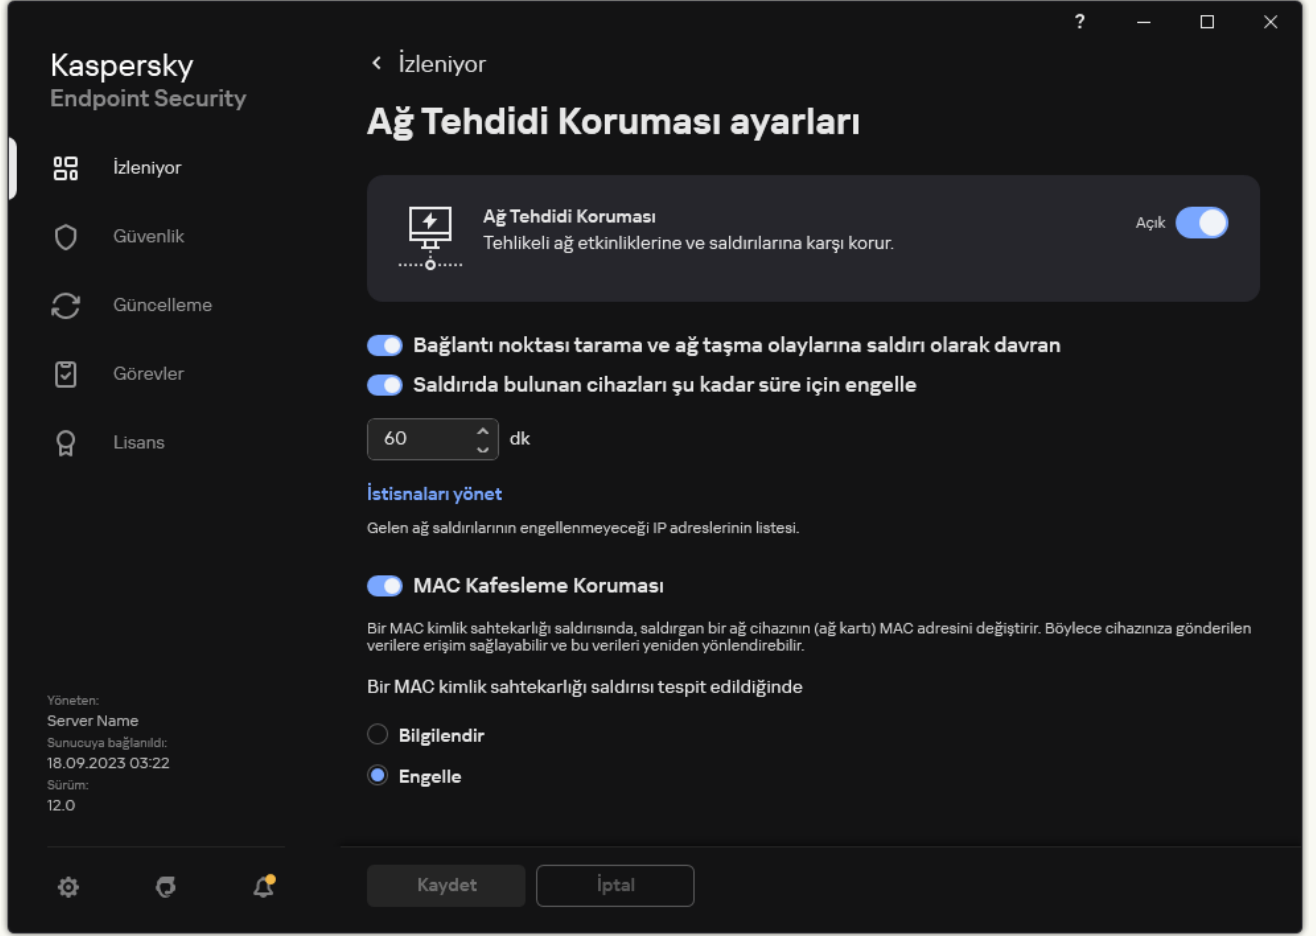 ?
Kaspersky
Endpoint Security
İzleniyor
Güvenlik
Güncelleme
Görevler
Lisans
Yöneten:
Server Name
Sunucuya bağlanıldı:
18.09.2023 03:22
Sürüm:
12.0
İzleniyor
Ağ Tehdidi Koruması ayarları
Ağ Tehdidi Koruması
Tehlikeli ağ etkinliklerine ve saldırılarına karşı korur.
Açık
Bağlantı noktası tarama ve ağ taşma olaylarına saldırı olarak davran
Saldırıda bulunan cihazları şu kadar süre için engelle
60 dk
İstisnaları yönet
Gelen ağ saldırılarının engellenmeyeceği IP adreslerinin listesi.
MAC Kafesleme Koruması
Bir MAC kimlik sahtekarlığı saldırısında, saldırgan bir ağ cihazının (ağ kartı) MAC adresini değiştirir. Böylece cihazınıza gönderilen
verilere erişim sağlayabilir ve bu verileri yeniden yönlendirebilir.
Bir MAC kimlik sahtekarlığı saldırısı tespit edildiğinde
Bilgilendir
Engelle
Kaydet
İptal